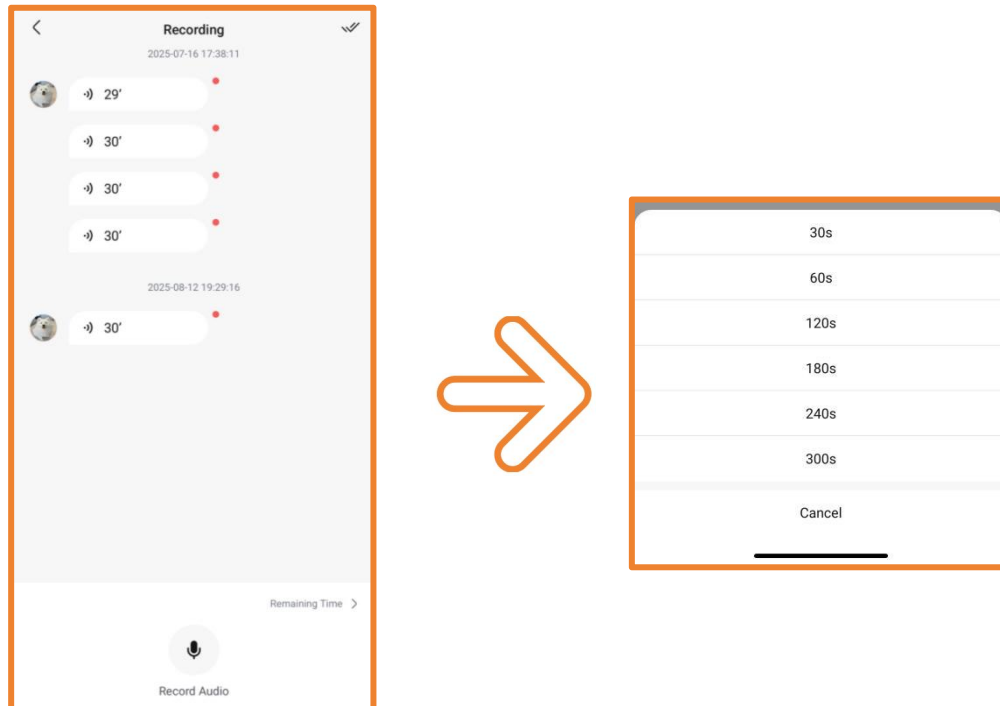 Recording
2025-07-16 17:38:11
29'
30'
30'
30'
2025-08-12 19:29:16
30'
Remaining Time
Record Audio
30s
60s
120s
180s
240s
300s
Cancel